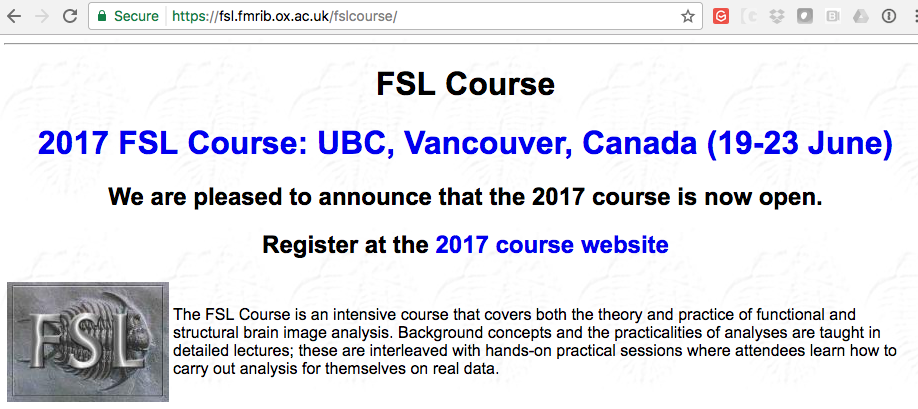 Secure https://fsl.fmrib.ox.ac.uk/fslcourse/
FSL Course
2017 FSL Course: UBC, Vancouver, Canada (19-23 June)
We are pleased to announce that the 2017 course is now open.
Register at the 2017 course website
FSL
The FSL Course is an intensive course that covers both the theory and practice of functional and
structural brain image analysis. Background concepts and the practicalities of analyses are taught in
detailed lectures; these are interleaved with hands-on practical sessions where attendees learn how to
carry out analysis for themselves on real data.